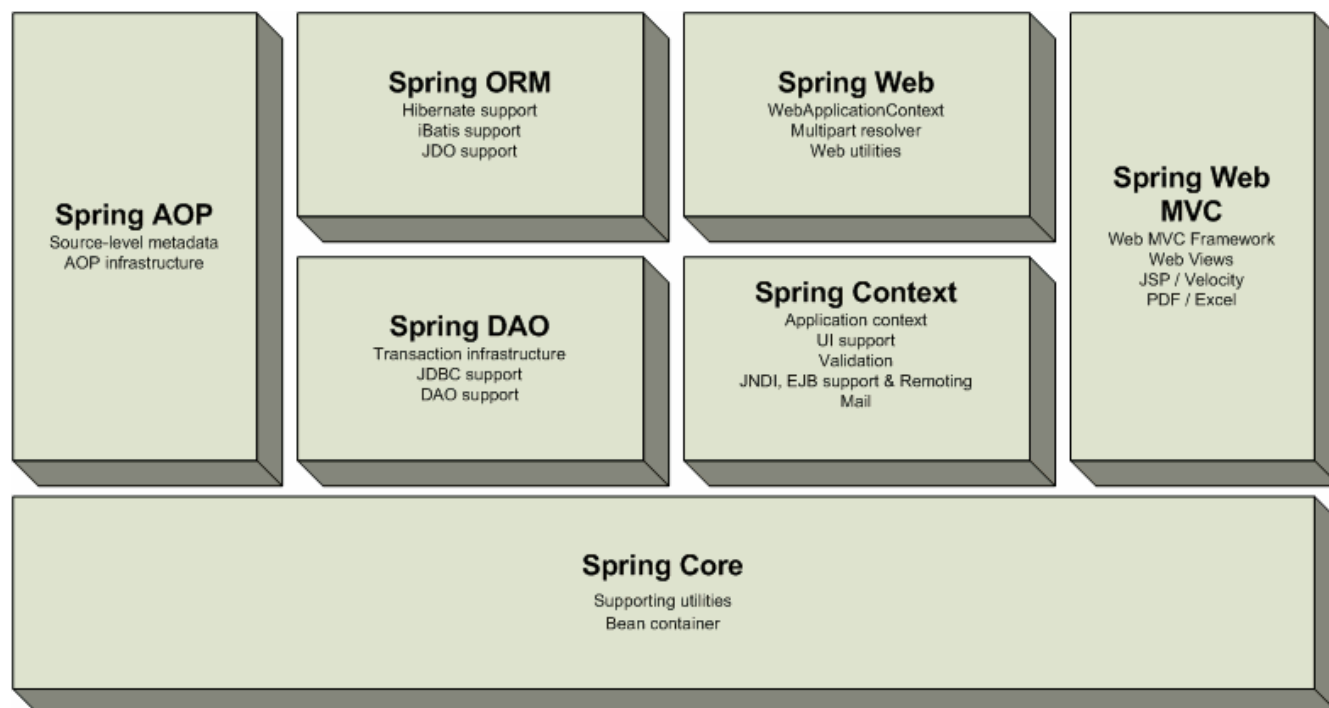 Spring AOP
Source-level metadata
AOP infrastructure
Spring ORM
Hibernate support
iBatis support
JDO support
Spring Web
WebApplicationContext
Multipart resolver
Web utilities
Spring DAO
Transaction infrastructure
JDBC support
DAO support
Spring Context
Application context
UI support
Validation
JNDI, EJB support & Remoting
Mail
Spring Web
MVC
Web MVC Framework
Web Views
JSP / Velocity
PDF / Excel
Spring Core
Supporting utilities
Bean container